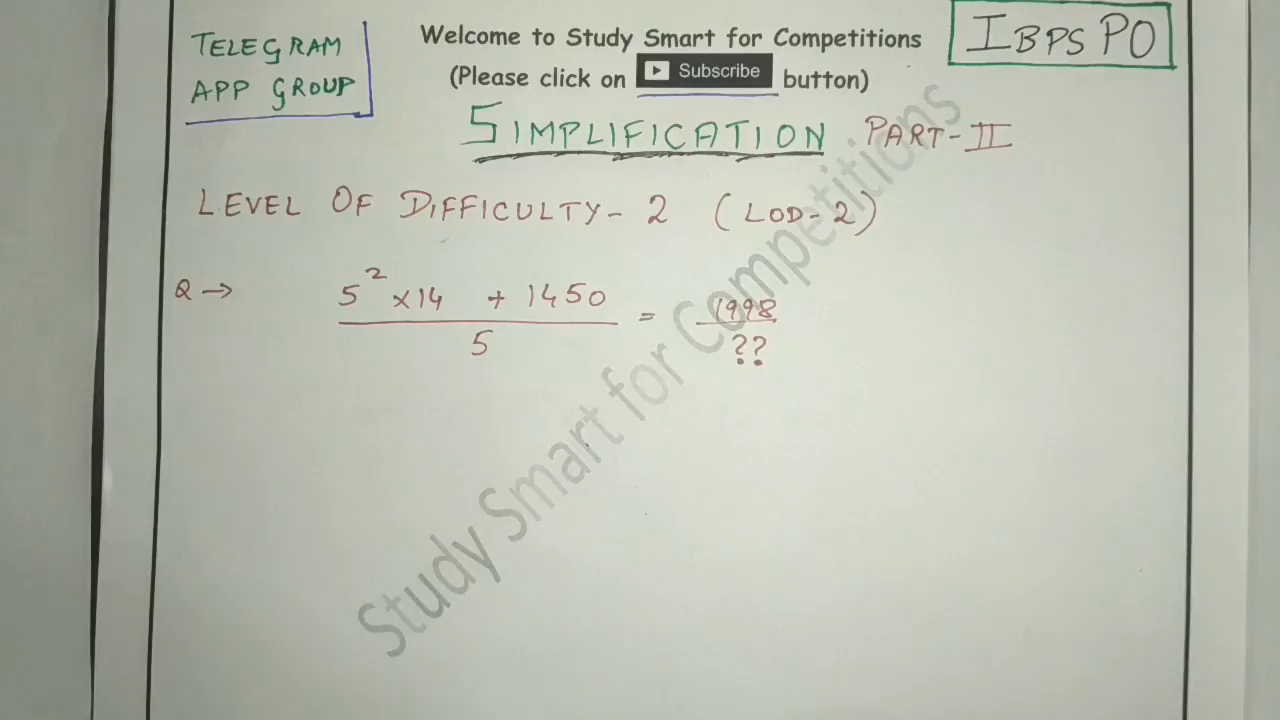 TELEGRAM
APP GROUP
Welcome to Study Smart for Competitions
(Please click on Subscribe button)
IBPS PO
SIMPLIFICATION PART-II
LEVEL OF DIFFICULTY-2 (LOD-2)
Q → 5² ×14 + 1450 / 5 = 1998 / ??
Study Smart for Competitions